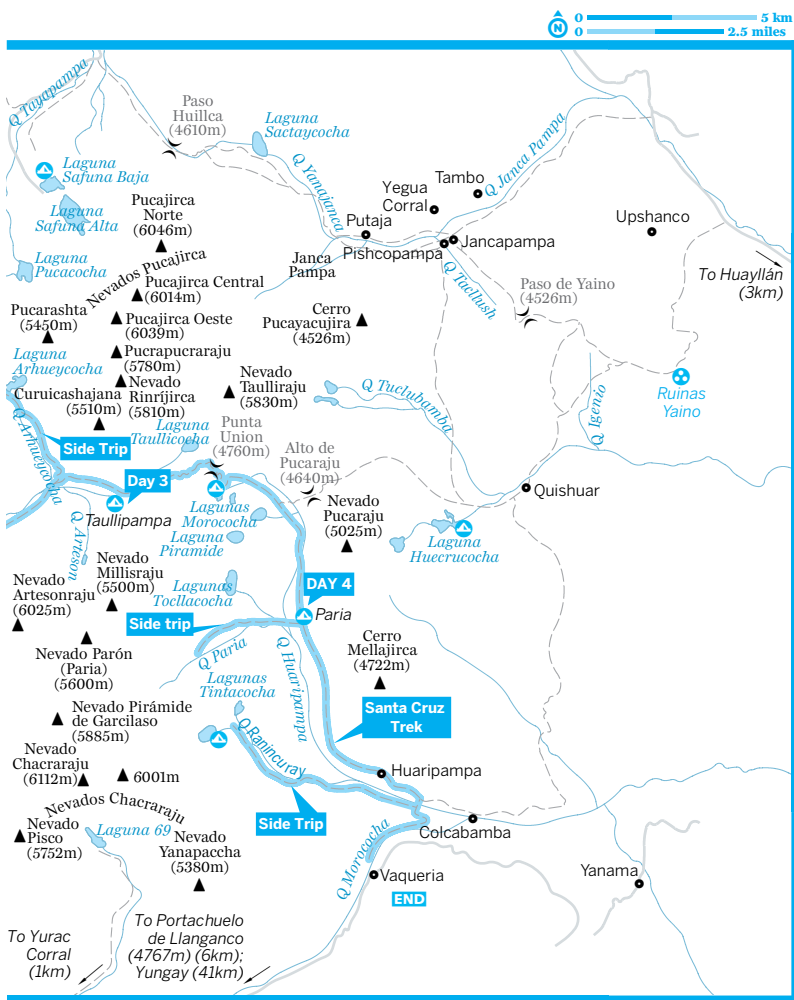 N
0 5 km
0 2.5 miles
Q Tayapampa
Paso
Huillca
(4610m)
Laguna
Sactaycocha
Laguna
Safuna Baja
Laguna
Safuna Alta
Q Yanajanca
Q Janca Pampa
Tambo
Yegua
Corral
Putaja
Pishcopampa
Jancapampa
Upshanco
Pucajirca
Norte
(6046m)
Laguna
Pucacocha
Nevados Pucajirca
Janca
Pampa
Q Tacllush
To Huayllán
(3km)
Pucajirca Central
(6014m)
Paso de Yaino
(4526m)
Pucarashta
(5450m)
Pucajirca Oeste
(6039m)
Cerro
Pucayacujira
(4526m)
Laguna
Arhueycocha
Pucrapucraraju
(5780m)
Nevado
Rinrijirca
(5810m)
Nevado
Taulliraju
(5830m)
Q Tuclubamba
Q Igenio
Ruinas
Yaino
Curuicashajana
(5510m)
Q Arhueycocha
Side Trip
Laguna
Taullicocha
Punta
Union
(4760m)
Alto de
Pucaraju
(4640m)
Day 3
Taullipampa
Q Arteson
Lagunas
Morococha
Laguna
Piramide
Nevado
Pucaraju
(5025m)
Quishuar
Laguna
Huecrucocha
Nevado
Millisraju
(5500m)
Nevado
Artesonraju
(6025m)
Lagunas
Tocllacocha
DAY 4
Paria
Side trip
Nevado Parón
(Paria)
(5600m)
Q Paria
Q Huaripampa
Cerro
Mellajirca
(4722m)
Lagunas
Tintacocha
Santa Cruz
Trek
Nevado Pirámide
de Garcilaso
(5885m)
Q Ranincuray
Nevado
Chacraraju
(6112m)
6001m
Huaripampa
Nevados Chacraraju
Side Trip
Colcabamba
Nevado
Pisco
(5752m)
Laguna 69
Nevado
Yanapaccha
(5380m)
Q Morococha
Vaqueria
END
Yanama
To Yurac
Corral
(1km)
To Portachuelo
de Llanganco
(4767m) (6km);
Yungay (41km)